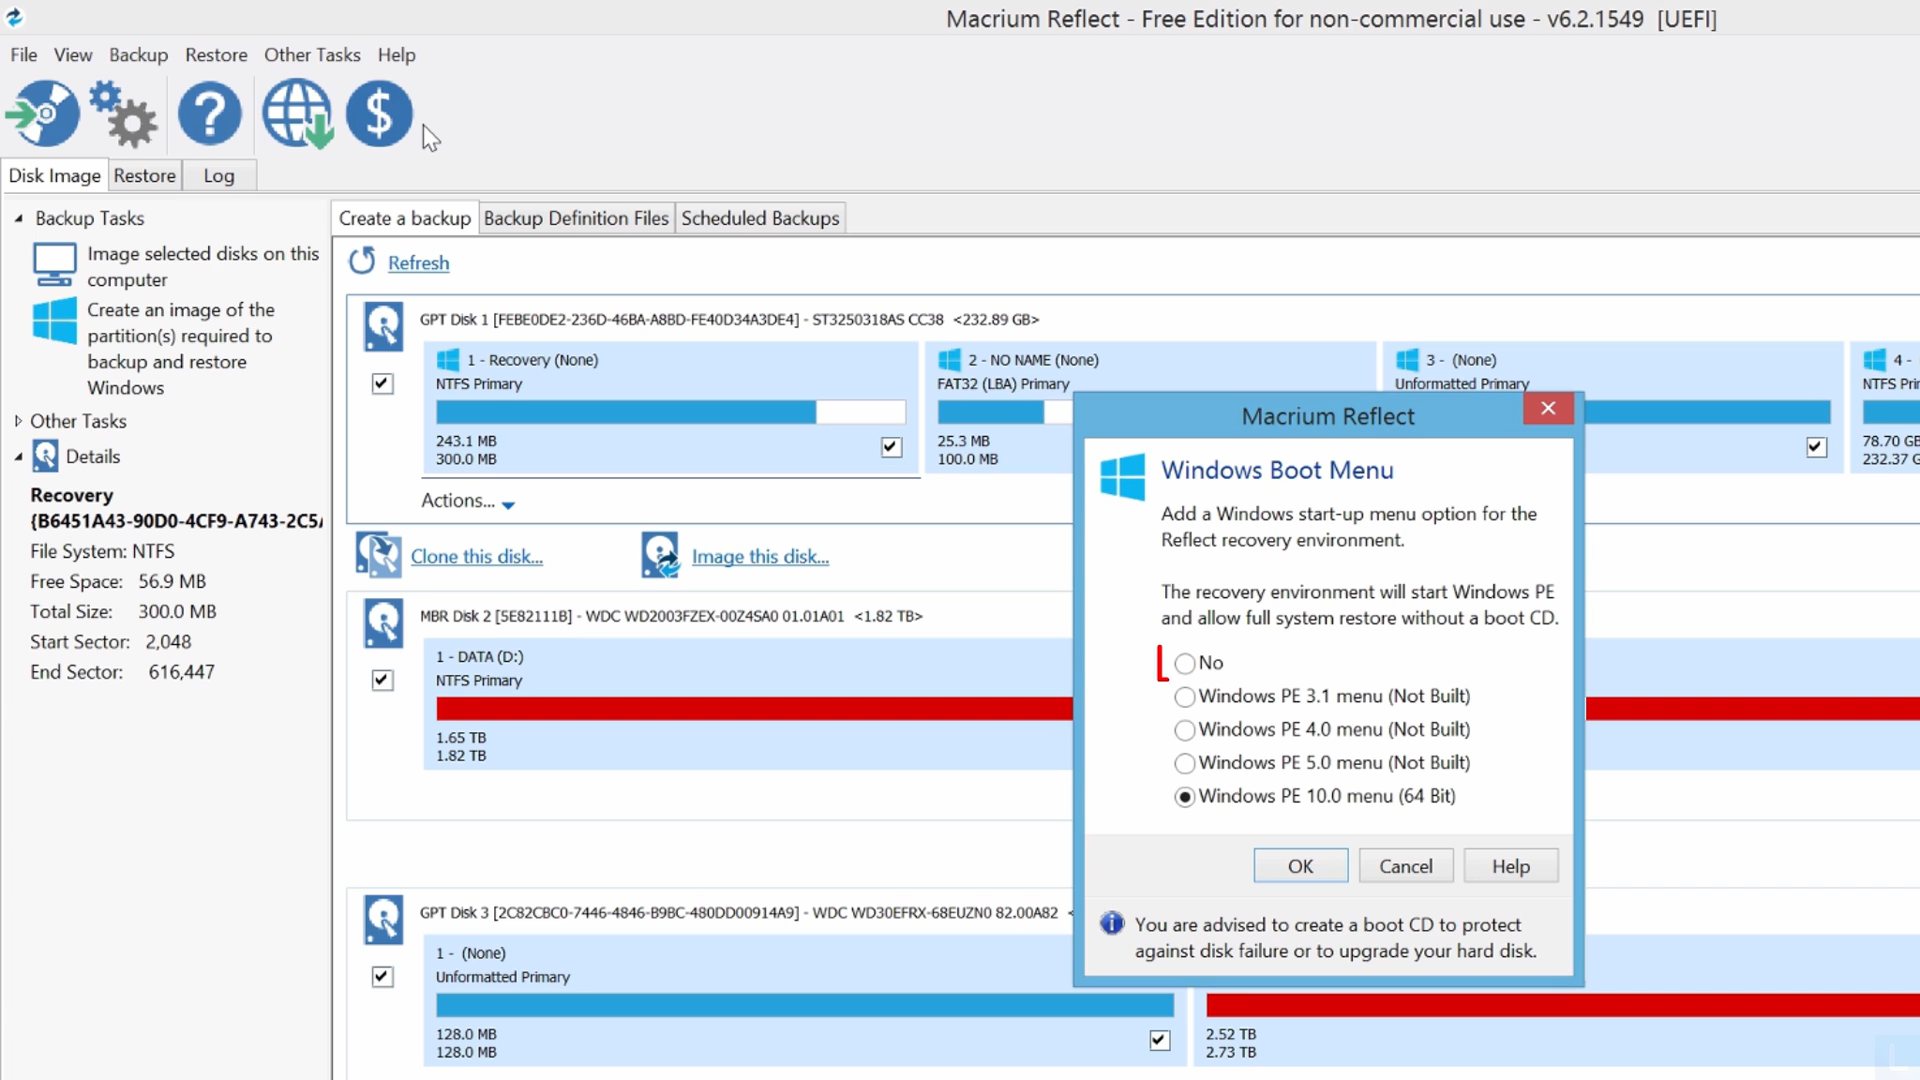 Macrium Reflect - Free Edition for non-commercial use - v6.2.1549 [UEFI]
File View Backup Restore Other Tasks Help
Disk Image Restore Log
Backup Tasks
Image selected disks on this
computer
Create an image of the
partition(s) required to
backup and restore
Windows
Other Tasks
Details
Recovery
{B6451A43-90D0-4CF9-A743-2C5
File System: NTFS
Free Space: 56.9 MB
Total Size: 300.0 MB
Start Sector: 2,048
End Sector: 616,447
Create a backup Backup Definition Files Scheduled Backups
Refresh
GPT Disk 1 [FEBE0DE2-236D-46BA-A8BD-FE40D34A3DE4] - ST3250318AS CC38 <232.89 GB>
1 - Recovery (None)
NTFS Primary
243.1 MB
300.0 MB
2 - NO NAME (None)
FAT32 (LBA) Primary
25.3 MB
100.0 MB
3 - (None)
Unformatted Primary
4 -
NTFS Pri
78.70 GB
232.37 G
Actions...
Clone this disk... Image this disk...
MBR Disk 2 [5E82111B] - WDC WD2003FZEX-00Z4SA0 01.01A01 <1.82 TB>
1 - DATA (D:)
NTFS Primary
1.65 TB
1.82 TB
GPT Disk 3 [2C82CBC0-7446-4846-B9BC-480DD00914A9] - WDC WD30EFRX-68EUZN0 82.00A82 <
1 - (None)
Unformatted Primary
128.0 MB
128.0 MB
2.52 TB
2.73 TB
Macrium Reflect
Windows Boot Menu
Add a Windows start-up menu option for the
Reflect recovery environment.
The recovery environment will start Windows PE
and allow full system restore without a boot CD.
No
Windows PE 3.1 menu (Not Built)
Windows PE 4.0 menu (Not Built)
Windows PE 5.0 menu (Not Built)
Windows PE 10.0 menu (64 Bit)
OK Cancel Help
You are advised to create a boot CD to protect
against disk failure or to upgrade your hard disk.